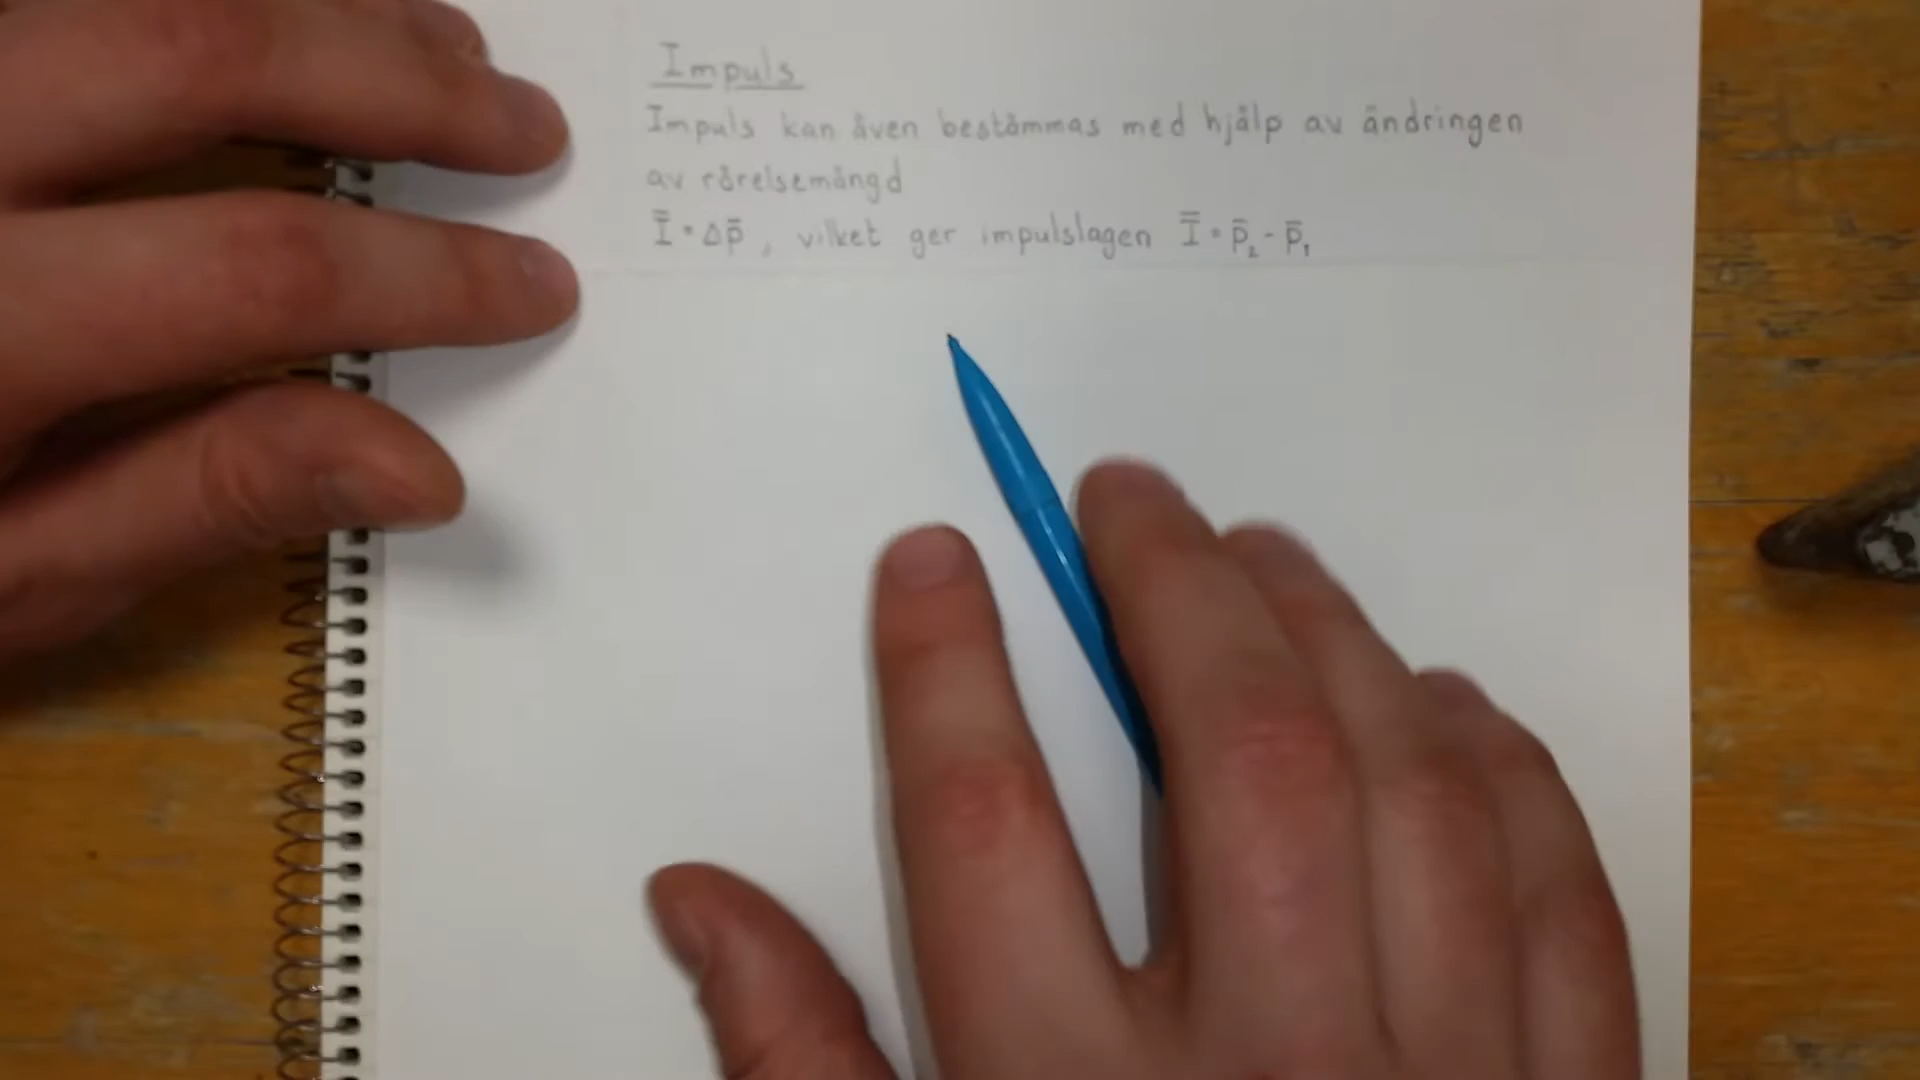 Impuls
Impuls kan även bestämmas med hjälp av ändringen
av rörelsemängd
I̅ = Δp̅ , vilket ger impulslagen I̅ = p̅₂ - p̅₁